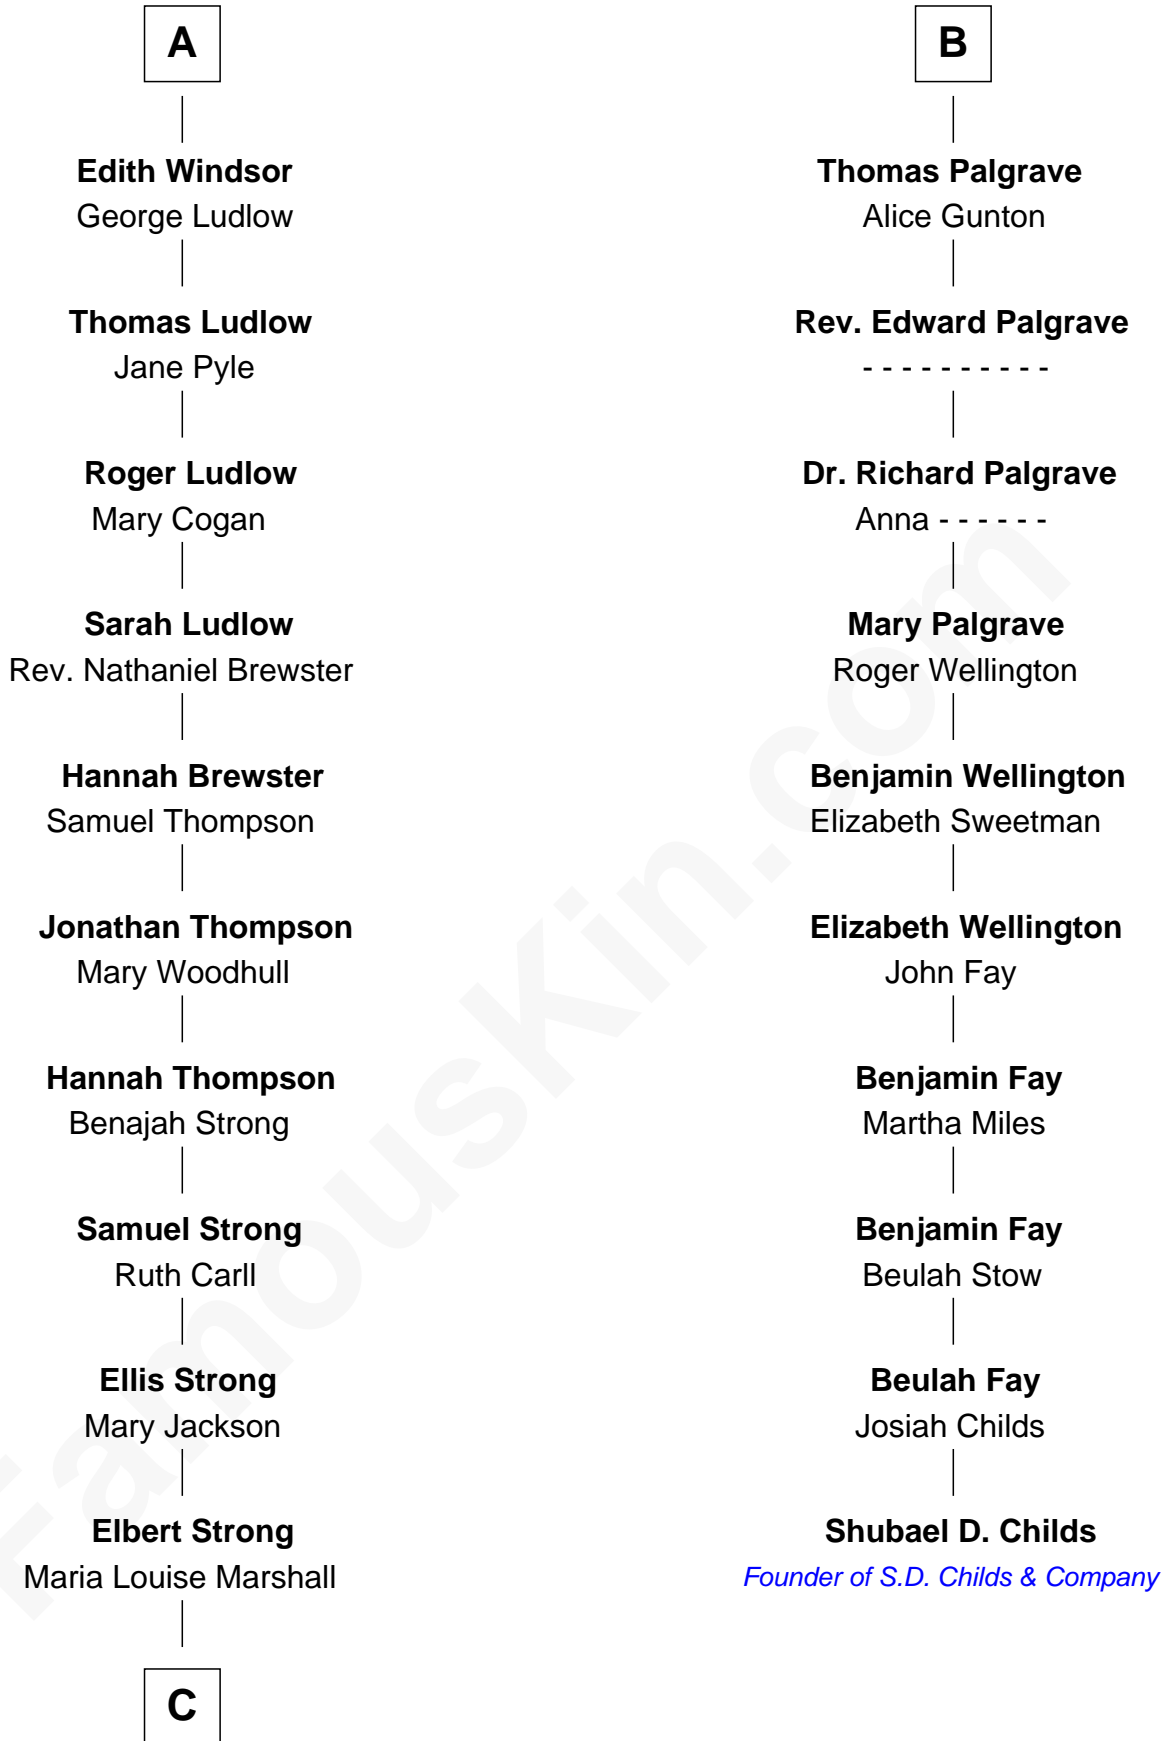 A
Edith Windsor
George Ludlow
Thomas Ludlow
Jane Pyle
Roger Ludlow
Mary Cogan
Sarah Ludlow
Rev. Nathaniel Brewster
Hannah Brewster
Samuel Thompson
Jonathan Thompson
Mary Woodhull
Hannah Thompson
Benajah Strong
Samuel Strong
Ruth Carll
Ellis Strong
Mary Jackson
Elbert Strong
Maria Louise Marshall
C
B
Thomas Palgrave
Alice Gunton
Rev. Edward Palgrave
- - - - - - - - - -
Dr. Richard Palgrave
Anna - - - - - -
Mary Palgrave
Roger Wellington
Benjamin Wellington
Elizabeth Sweetman
Elizabeth Wellington
John Fay
Benjamin Fay
Martha Miles
Benjamin Fay
Beulah Stow
Beulah Fay
Josiah Childs
Shubael D. Childs
Founder of S.D. Childs & Company
FamousKin.com